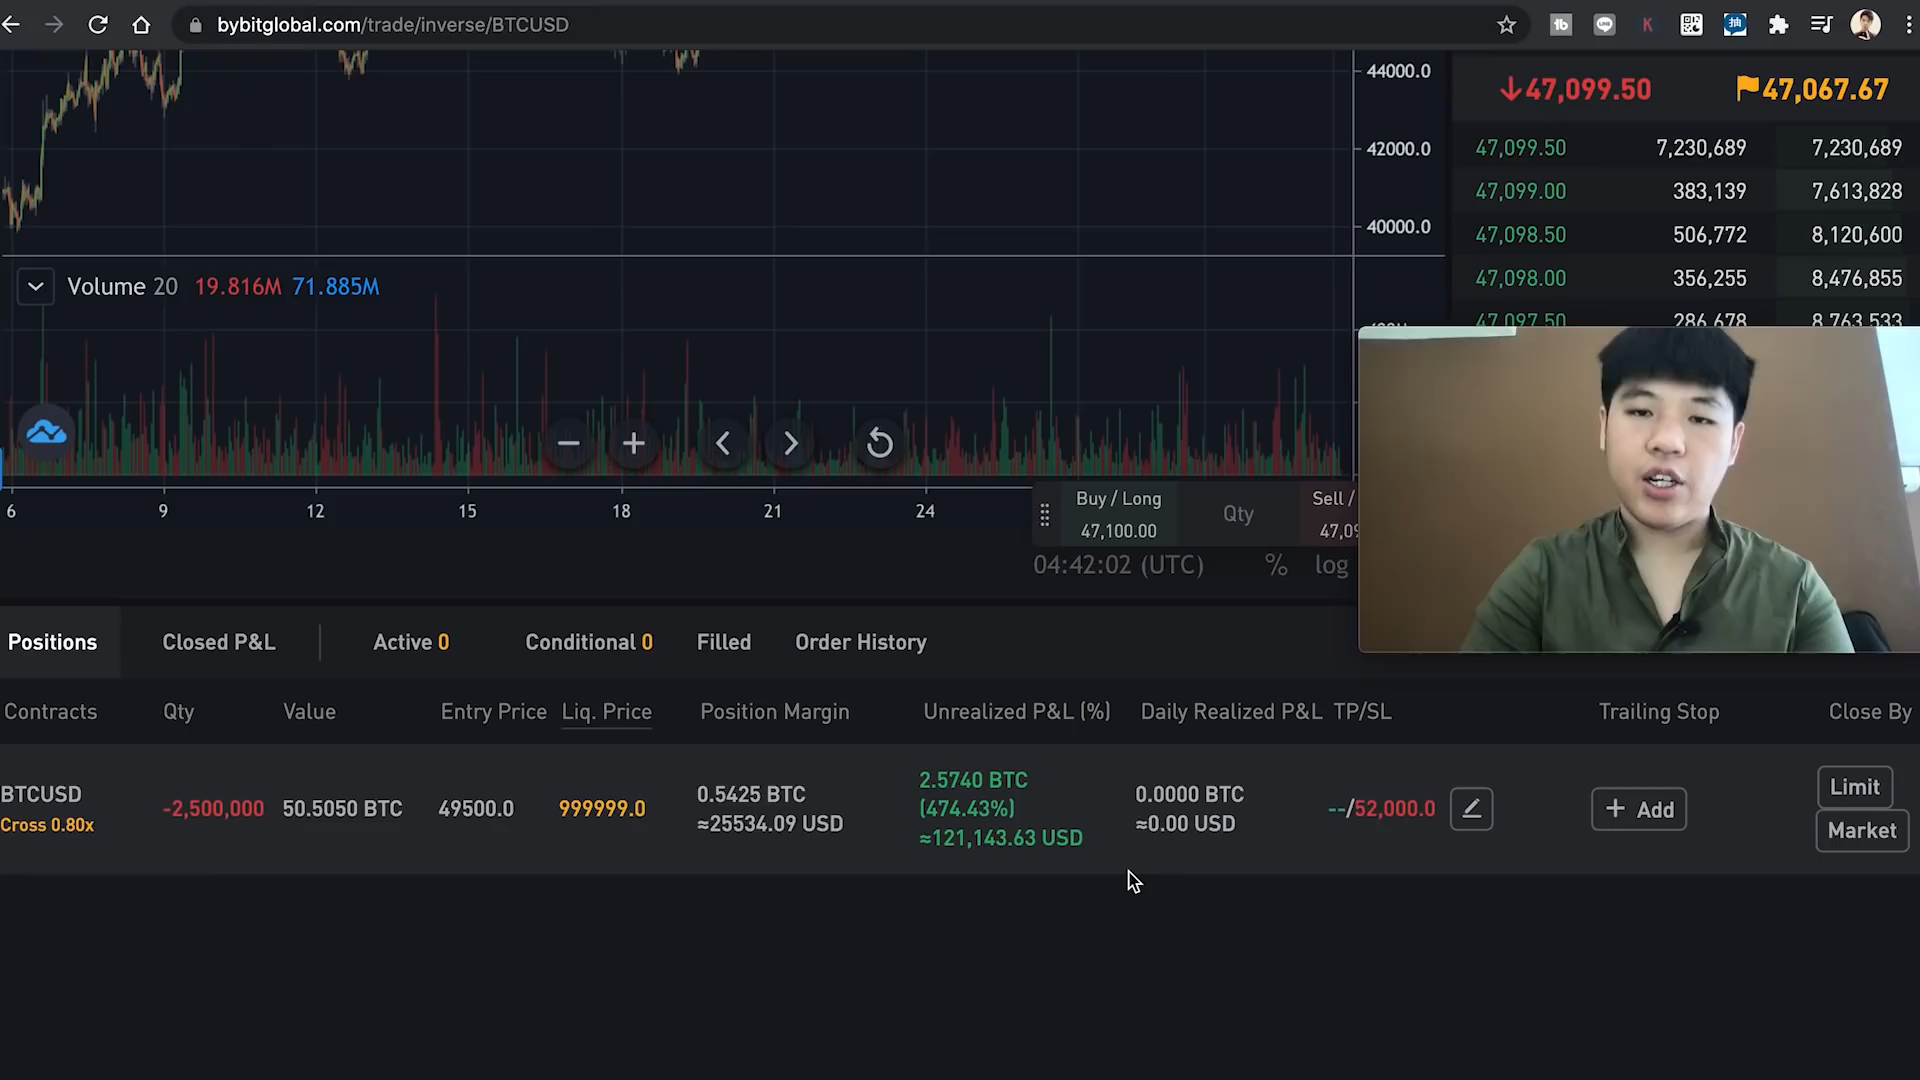 bybitglobal.com/trade/inverse/BTCUSD
44000.0
42000.0
40000.0
47,099.50 47,067.67
47,099.50 7,230,689 7,230,689
47,099.00 383,139 7,613,828
47,098.50 506,772 8,120,600
47,098.00 356,255 8,476,855
47,097.50 286,678 8,763,533
Volume 20 19.816M 71.885M
6 9 12 15 18 21 24
Buy / Long
47,100.00
Qty
Sell /
47,09
04:42:02 (UTC) % log
Positions Closed P&L Active 0 Conditional 0 Filled Order History
Contracts Qty Value Entry Price Liq. Price Position Margin Unrealized P&L (%) Daily Realized P&L TP/SL Trailing Stop Close By
BTCUSD
Cross 0.80x
-2,500,000
50.5050 BTC
49500.0
999999.0
0.5425 BTC
≈25534.09 USD
2.5740 BTC
(474.43%)
≈121,143.63 USD
0.0000 BTC
≈0.00 USD
--/52,000.0
+ Add
Limit
Market